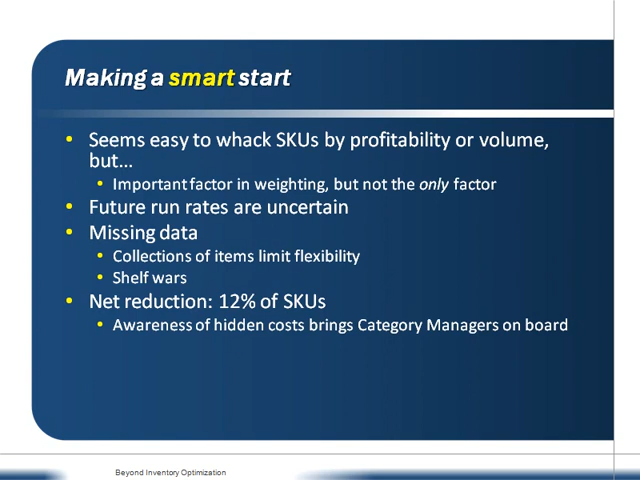 Making a smart start
• Seems easy to whack SKUs by profitability or volume,
but...
• Important factor in weighting, but not the only factor
• Future run rates are uncertain
• Missing data
• Collections of items limit flexibility
• Shelf wars
• Net reduction: 12% of SKUs
• Awareness of hidden costs brings Category Managers on board
Beyond Inventory Optimization